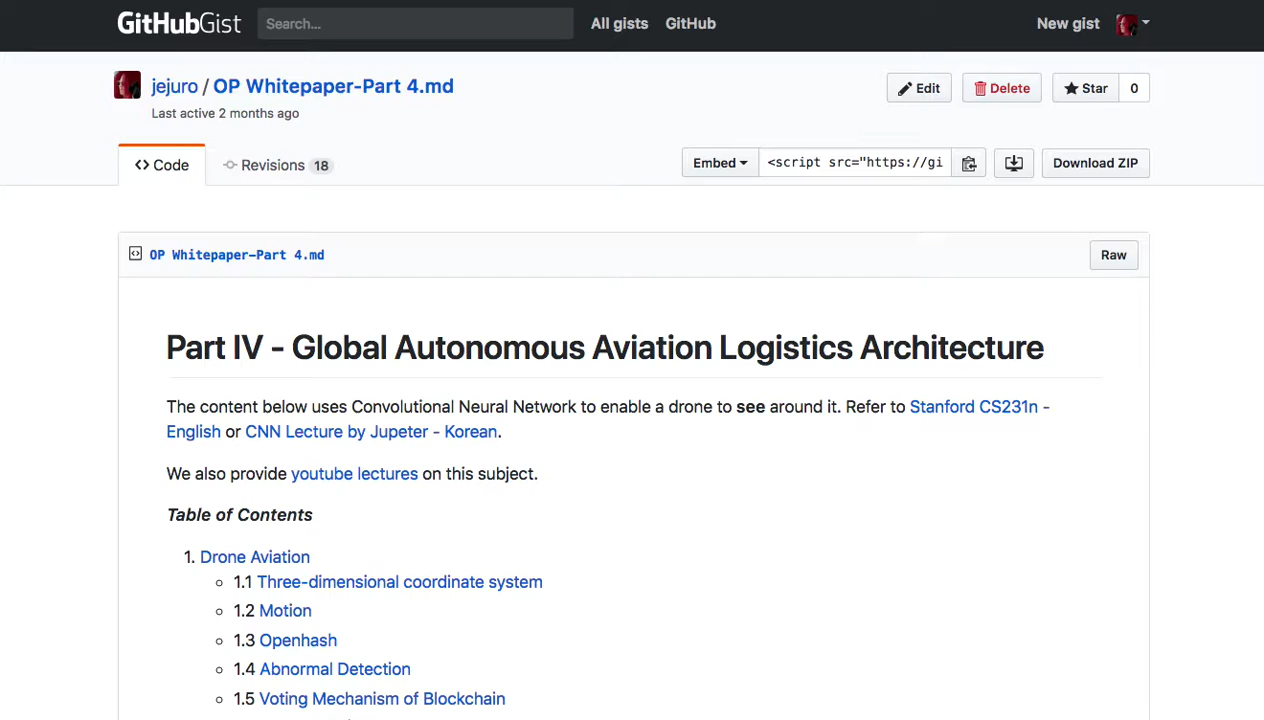 GitHubGist Search... All gists GitHub New gist
jejuro / OP Whitepaper-Part 4.md Edit Delete Star 0
Last active 2 months ago
Code Revisions 18 Embed <script src="https://gi Download ZIP
OP Whitepaper-Part 4.md Raw
Part IV - Global Autonomous Aviation Logistics Architecture
The content below uses Convolutional Neural Network to enable a drone to see around it. Refer to Stanford CS231n -
English or CNN Lecture by Jupeter - Korean.
We also provide youtube lectures on this subject.
Table of Contents
1. Drone Aviation
1.1 Three-dimensional coordinate system
1.2 Motion
1.3 Openhash
1.4 Abnormal Detection
1.5 Voting Mechanism of Blockchain